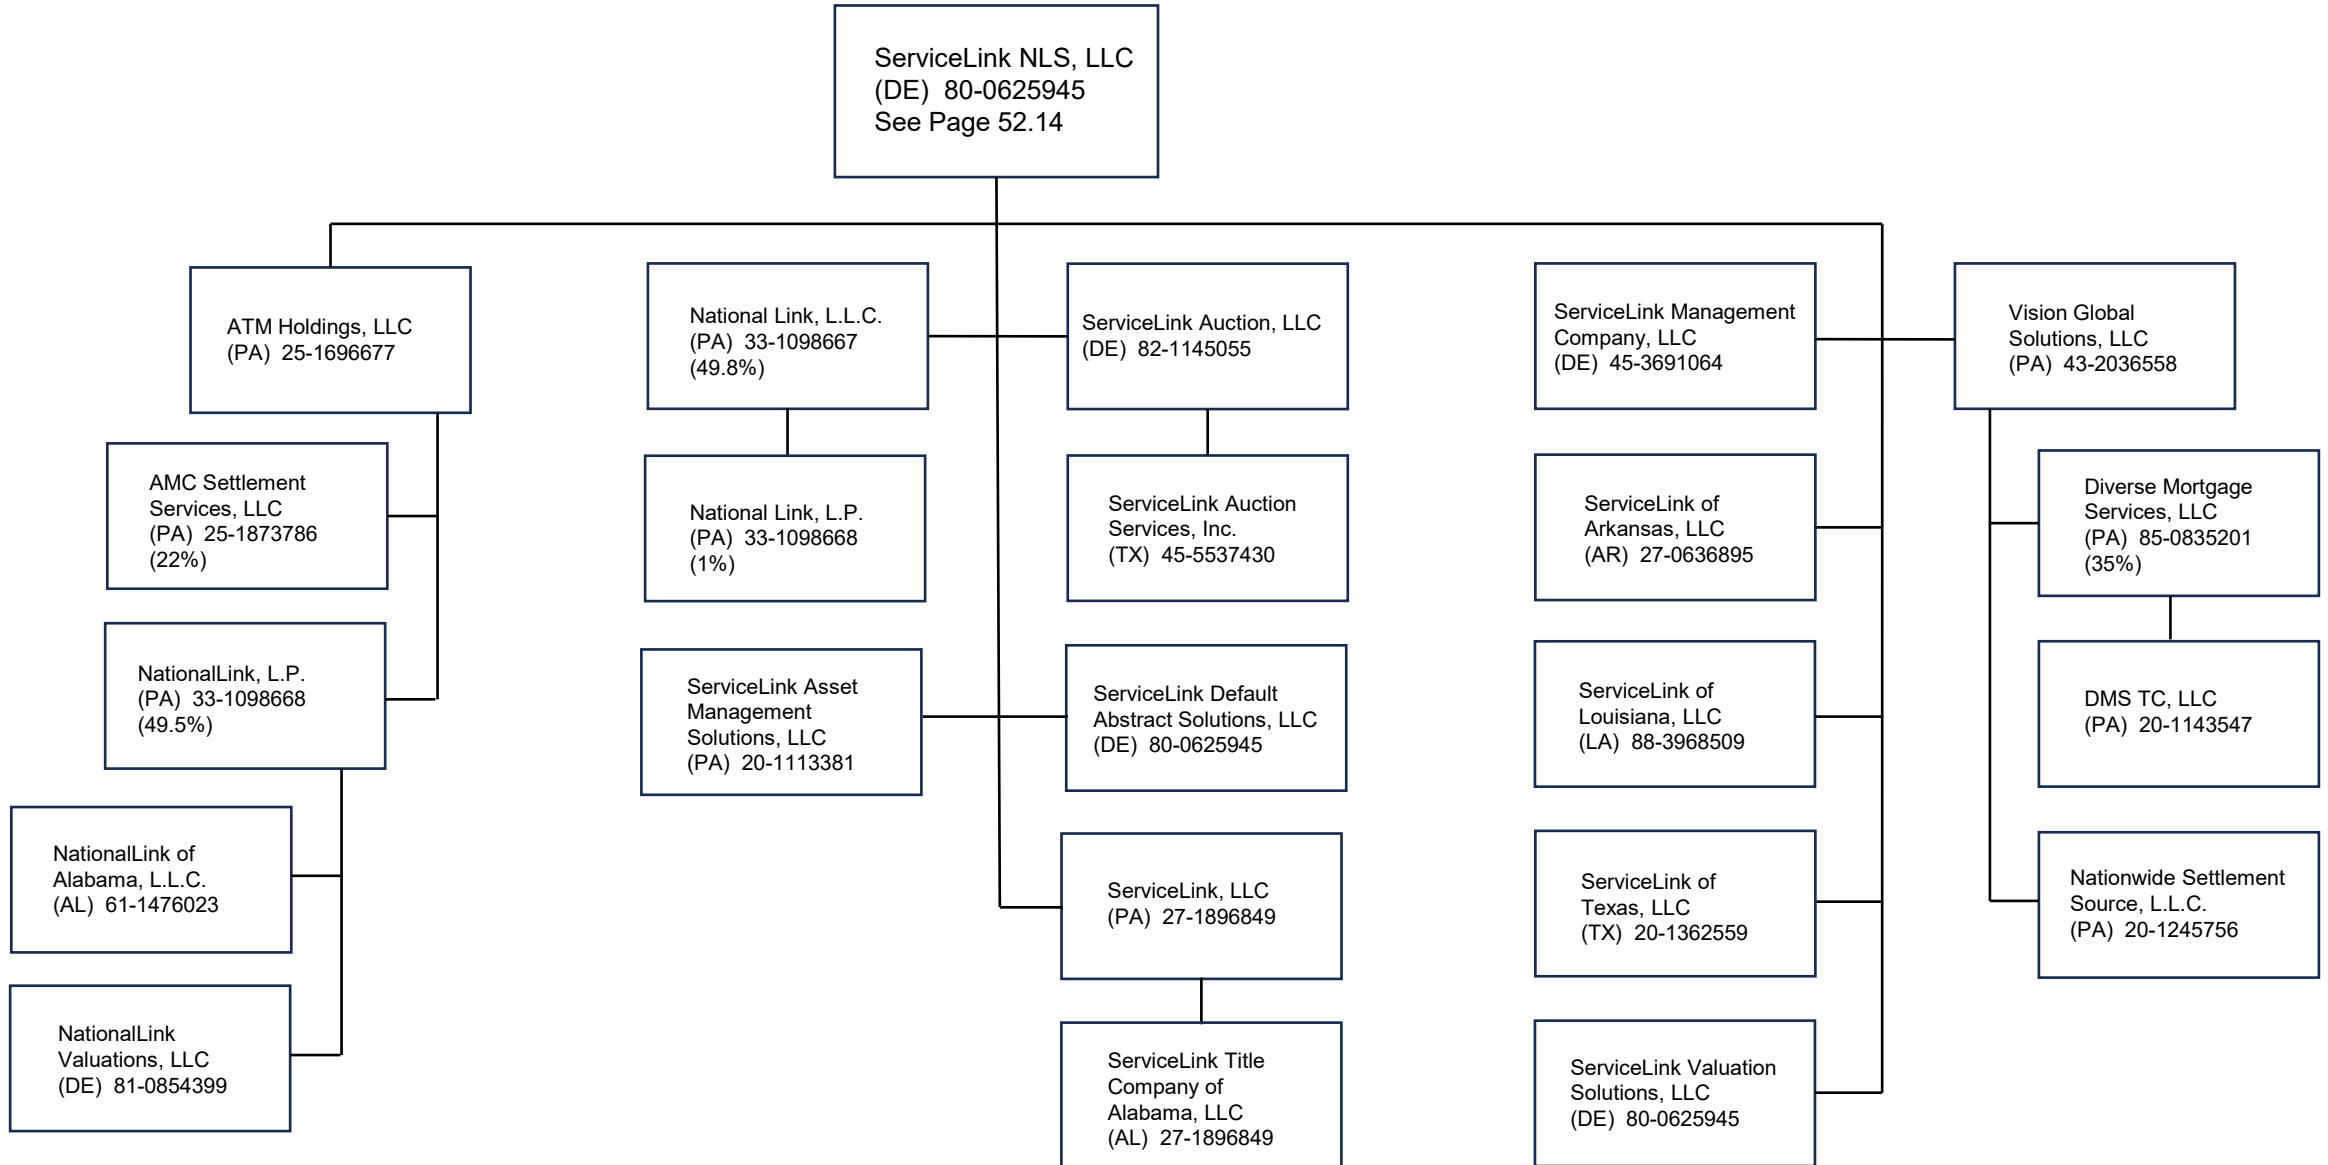 ServiceLink NLS, LLC
(DE)  80-0625945
See Page 52.14
ATM Holdings, LLC
(PA)  25-1696677
AMC Settlement
Services, LLC
(PA)  25-1873786
(22%)
NationalLink, L.P.
(PA)  33-1098668
(49.5%)
NationalLink of
Alabama, L.L.C.
(AL)  61-1476023
NationalLink
Valuations, LLC
(DE)  81-0854399
National Link, L.L.C.
(PA)  33-1098667
(49.8%)
National Link, L.P.
(PA)  33-1098668
(1%)
ServiceLink Asset
Management
Solutions, LLC
(PA)  20-1113381
ServiceLink Auction, LLC
(DE)  82-1145055
ServiceLink Auction
Services, Inc.
(TX)  45-5537430
ServiceLink Default
Abstract Solutions, LLC
(DE)  80-0625945
ServiceLink, LLC
(PA)  27-1896849
ServiceLink Title
Company of
Alabama, LLC
(AL)  27-1896849
ServiceLink Management
Company, LLC
(DE)  45-3691064
ServiceLink of
Arkansas, LLC
(AR)  27-0636895
ServiceLink of
Louisiana, LLC
(LA)  88-3968509
ServiceLink of
Texas, LLC
(TX)  20-1362559
ServiceLink Valuation
Solutions, LLC
(DE)  80-0625945
Vision Global
Solutions, LLC
(PA)  43-2036558
Diverse Mortgage
Services, LLC
(PA)  85-0835201
(35%)
DMS TC, LLC
(PA)  20-1143547
Nationwide Settlement
Source, L.L.C.
(PA)  20-1245756